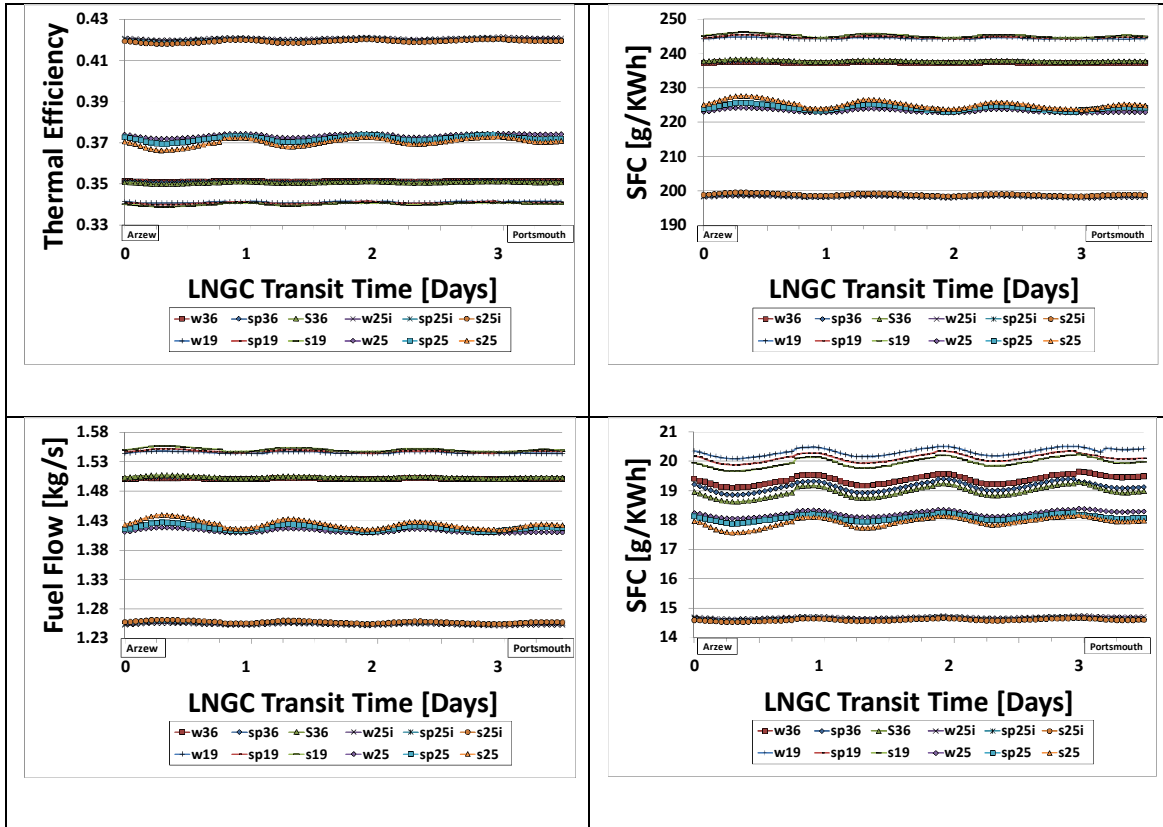 Thermal Efficiency
0.43
0.41
0.39
0.37
0.35
0.33
Arzew
Portsmouth
0 1 2 3
LNGC Transit Time [Days]
w36 sp36 S36 w25i sp25i s25i
w19 sp19 s19 w25 sp25 s25
SFC [g/KWh]
250
240
230
220
210
200
190
Arzew
Portsmouth
0 1 2 3
LNGC Transit Time [Days]
w36 sp36 S36 w25i sp25i s25i
w19 sp19 s19 w25 sp25 s25
Fuel Flow [kg/s]
1.58
1.53
1.48
1.43
1.38
1.33
1.28
1.23
Arzew
Portsmouth
0 1 2 3
LNGC Transit Time [Days]
w36 sp36 S36 w25i sp25i s25i
w19 sp19 s19 w25 sp25 s25
SFC [g/KWh]
21
20
19
18
17
16
15
14
Arzew
Portsmouth
0 1 2 3
LNGC Transit Time [Days]
w36 sp36 S36 w25i sp25i s25i
w19 sp19 s19 w25 sp25 s25